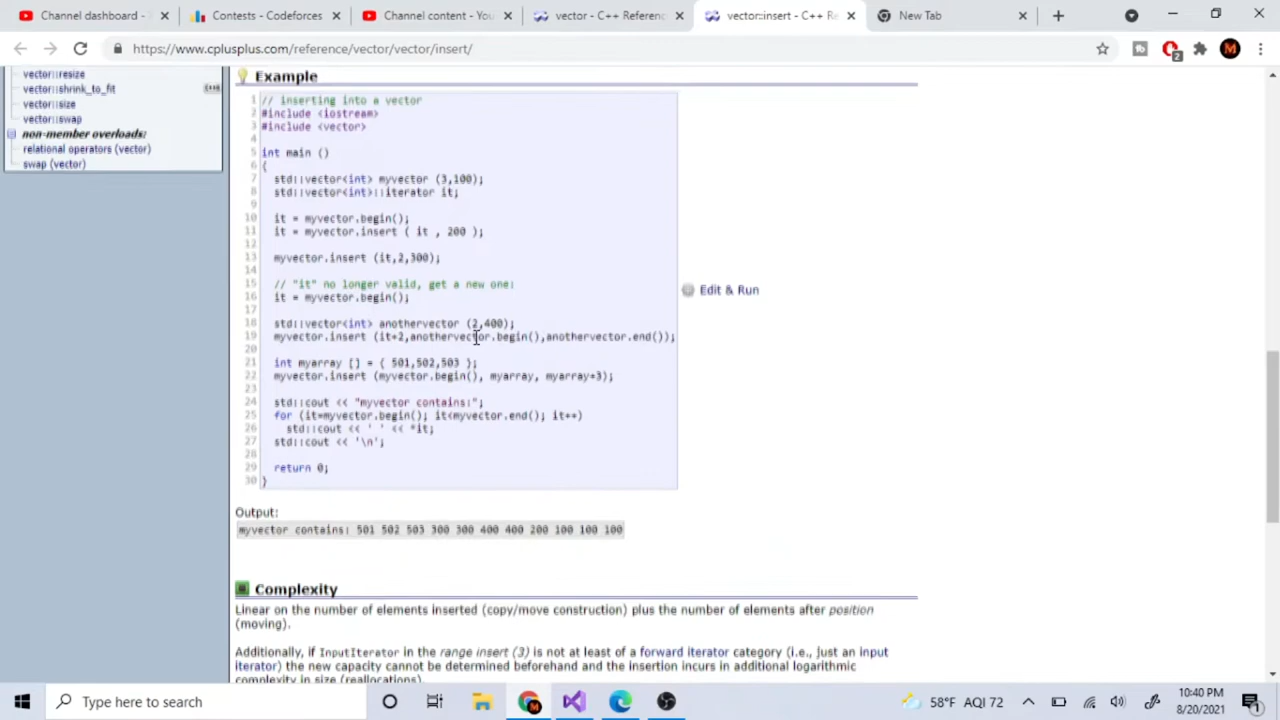 Channel dashboard -
Contests - Codeforces
Channel content - You
vector - C++ Referenc
vector::insert - C++ Re
New Tab
https://www.cplusplus.com/reference/vector/vector/insert/
2
M
vector::resize
vector::shrink_to_fit
vector::size
vector::swap
non-member overloads:
relational operators (vector)
swap (vector)
Example
1 // inserting into a vector
2 #include <iostream>
3 #include <vector>
4
5 int main ()
6 {
7 std::vector<int> myvector (3,100);
8 std::vector<int>::iterator it;
9
10 it = myvector.begin();
11 it = myvector.insert ( it , 200 );
12
13 myvector.insert (it,2,300);
14
15 // "it" no longer valid, get a new one:
16 it = myvector.begin();
17
18 std::vector<int> anothervector (2,400);
19 myvector.insert (it+2,anothervector.begin(),anothervector.end());
20
21 int myarray [] = { 501,502,503 };
22 myvector.insert (myvector.begin(), myarray, myarray+3);
23
24 std::cout << "myvector contains:";
25 for (it=myvector.begin(); it<myvector.end(); it++)
26 std::cout << ' ' << *it;
27 std::cout << '\n';
28
29 return 0;
30 }
Edit & Run
Output:
myvector contains: 501 502 503 300 300 400 400 200 100 100 100
Complexity
Linear on the number of elements inserted (copy/move construction) plus the number of elements after position
(moving).
Additionally, if InputIterator in the range insert (3) is not at least of a forward iterator category (i.e., just an input
iterator) the new capacity cannot be determined beforehand and the insertion incurs in additional logarithmic
complexity in size (reallocations).
Type here to search
M
58°F AQI 72
10:40 PM
8/20/2021
1